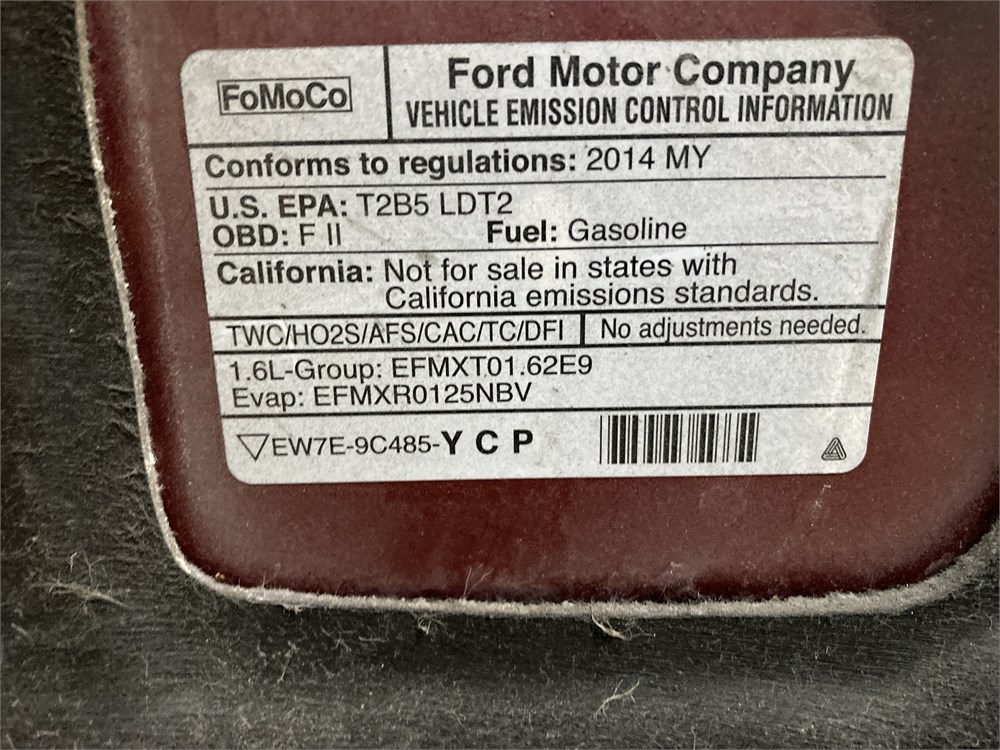 FoMoCo
Ford Motor Company
VEHICLE EMISSION CONTROL INFORMATION
Conforms to regulations: 2014 MY
U.S. EPA: T2B5 LDT2
OBD: F II Fuel: Gasoline
California: Not for sale in states with
California emissions standards.
TWC/HO2S/AFS/CAC/TC/DFI No adjustments needed.
1.6L-Group: EFMXT01.62E9
Evap: EFMXR0125NBV
EW7E-9C485-Y C P